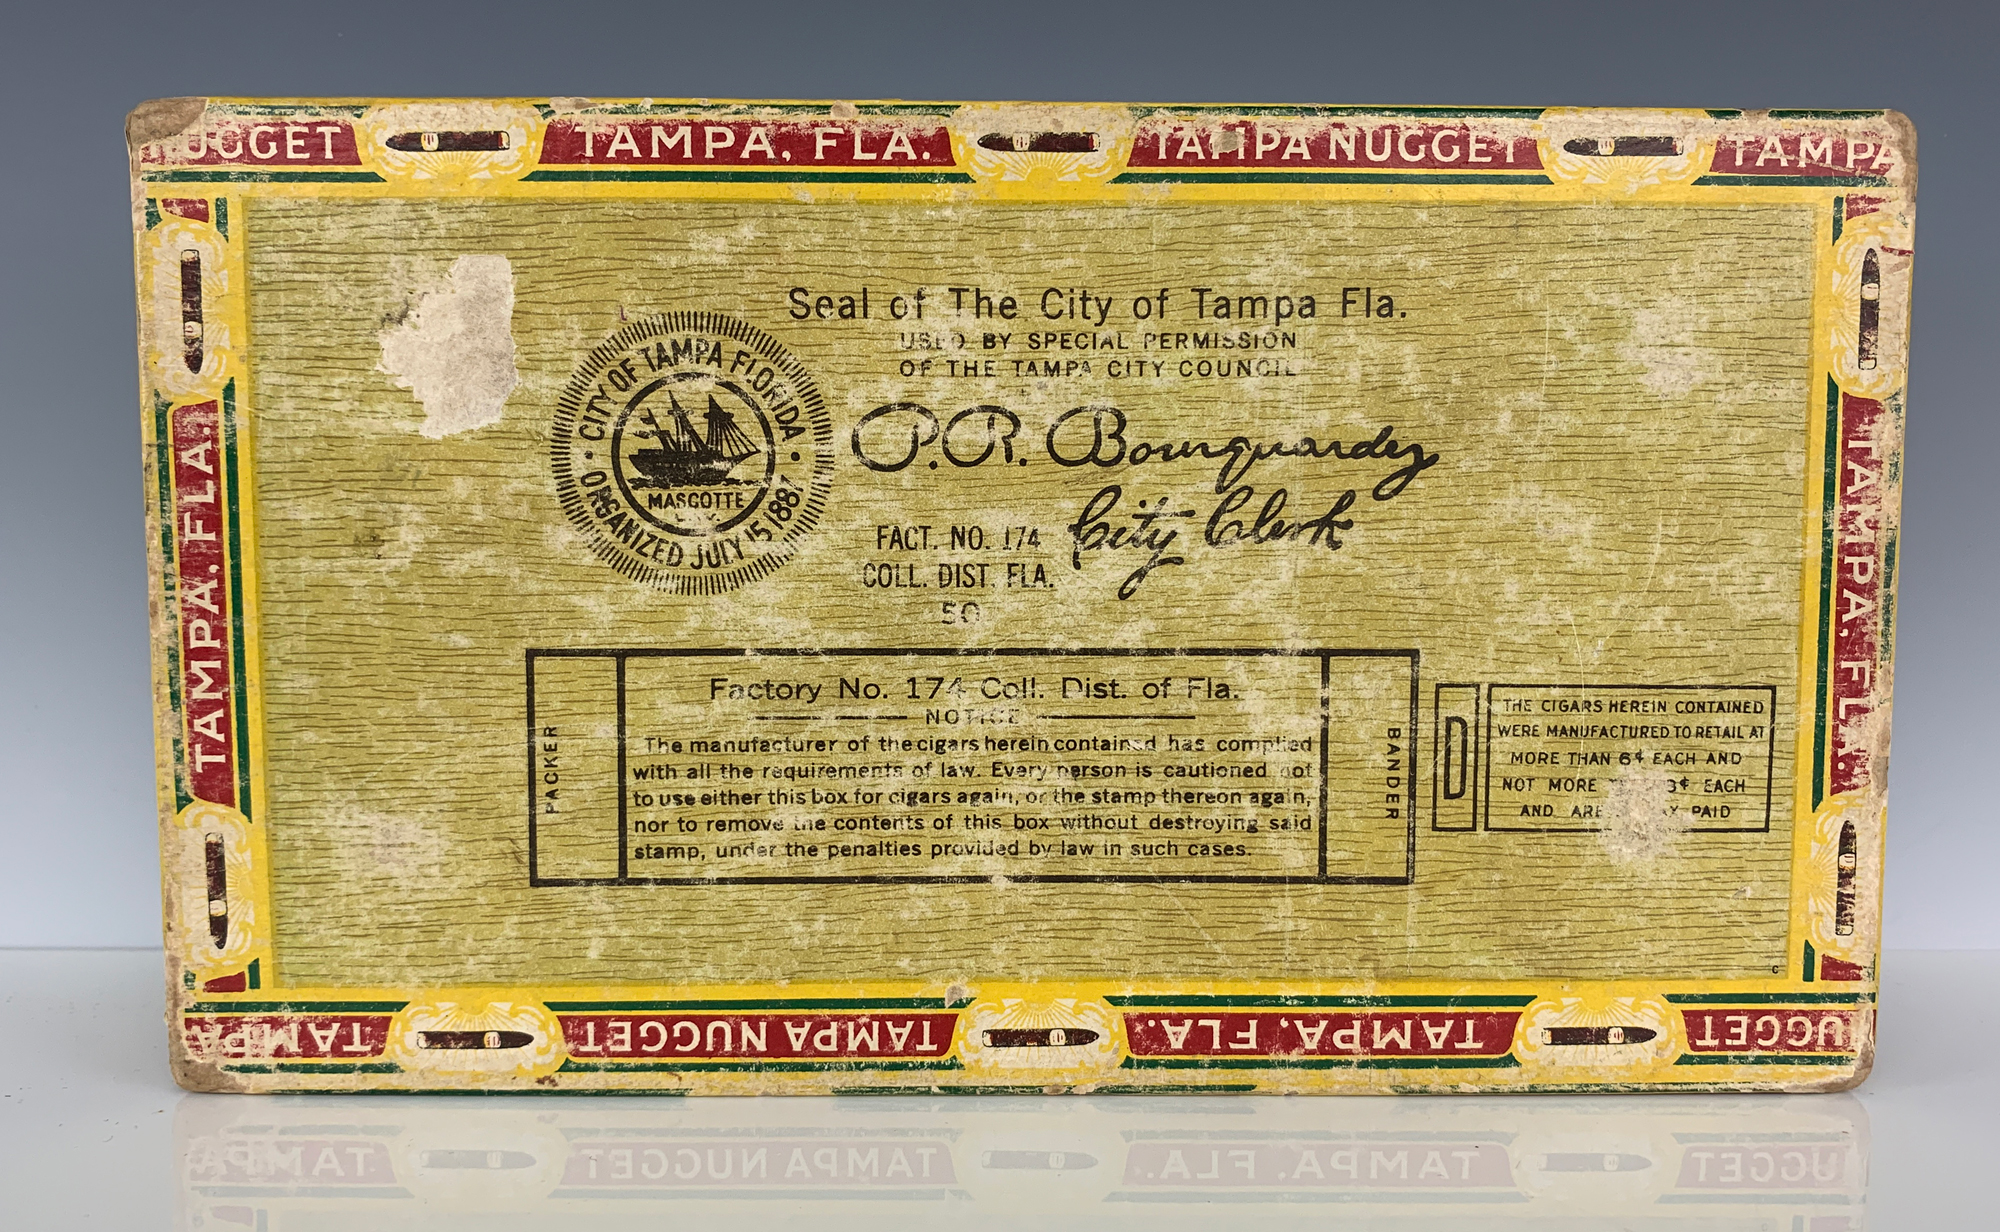 NUGGET
TAMPA, FLA.
TAMPA NUGGET
TAMPA
TAMPA, FLA.
Seal of The City of Tampa Fla.
USED BY SPECIAL PERMISSION
OF THE TAMPA CITY COUNCIL
CITY OF TAMPA FLORIDA
MASCOTTE
ORGANIZED JULY 15 1887
P.R. Bourquardez
City Clerk
FACT. NO. 174
COLL. DIST. FLA.
50
PACKER
Factory No. 174 Coll. Dist. of Fla.
NOTICE
The manufacturer of the cigars herein contained has complied
with all the requirements of law. Every person is cautioned not
to use either this box for cigars again, or the stamp thereon again,
nor to remove the contents of this box without destroying said
stamp, under the penalties provided by law in such cases.
BANDER
D
THE CIGARS HEREIN CONTAINED
WERE MANUFACTURED TO RETAIL AT
MORE THAN 6¢ EACH AND
NOT MORE EACH
AND ARE PAID
C
TAMPA, FLA.
UGGET
TAMPA, FLA.
TAMPA NUGGET
TAMPA